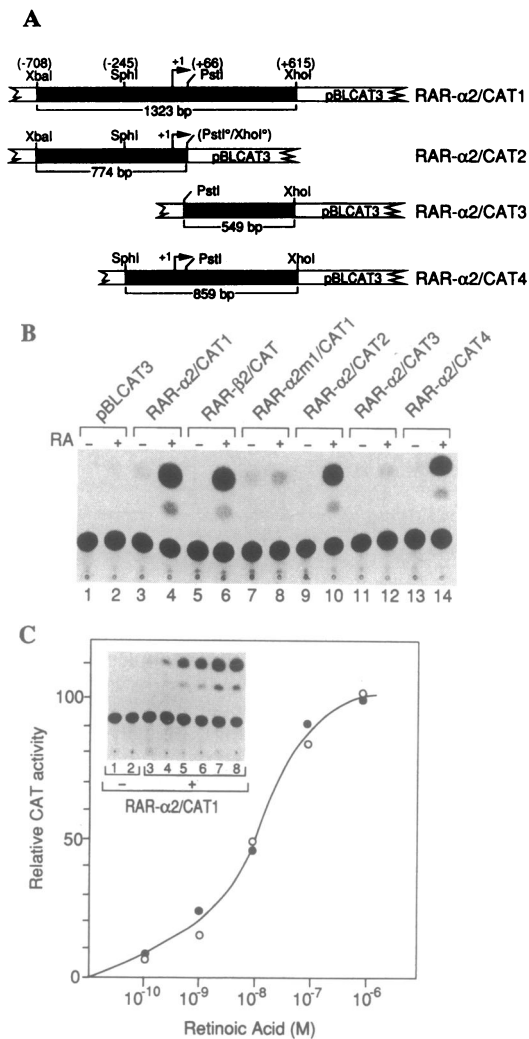 A
(-708) (-245) +1 (+66) (+615)
XbaI SphI PstI XhoI
pBLCAT3 RAR-α2/CAT1
1323 bp
XbaI SphI +1 (PstI°/XhoI°)
pBLCAT3 RAR-α2/CAT2
774 bp
PstI XhoI
pBLCAT3 RAR-α2/CAT3
549 bp
SphI +1 PstI XhoI
pBLCAT3 RAR-α2/CAT4
859 bp
B
pBLCAT3
RAR-α2/CAT1
RAR-β2/CAT
RAR-α2m1/CAT1
RAR-α2/CAT2
RAR-α2/CAT3
RAR-α2/CAT4
RA − + − + − + − + − + − + − +
1 2 3 4 5 6 7 8 9 10 11 12 13 14
C
100
50
0
Relative CAT activity
1 2 3 4 5 6 7 8
− +
RAR-α2/CAT1
10⁻¹⁰ 10⁻⁹ 10⁻⁸ 10⁻⁷ 10⁻⁶
Retinoic Acid (M)